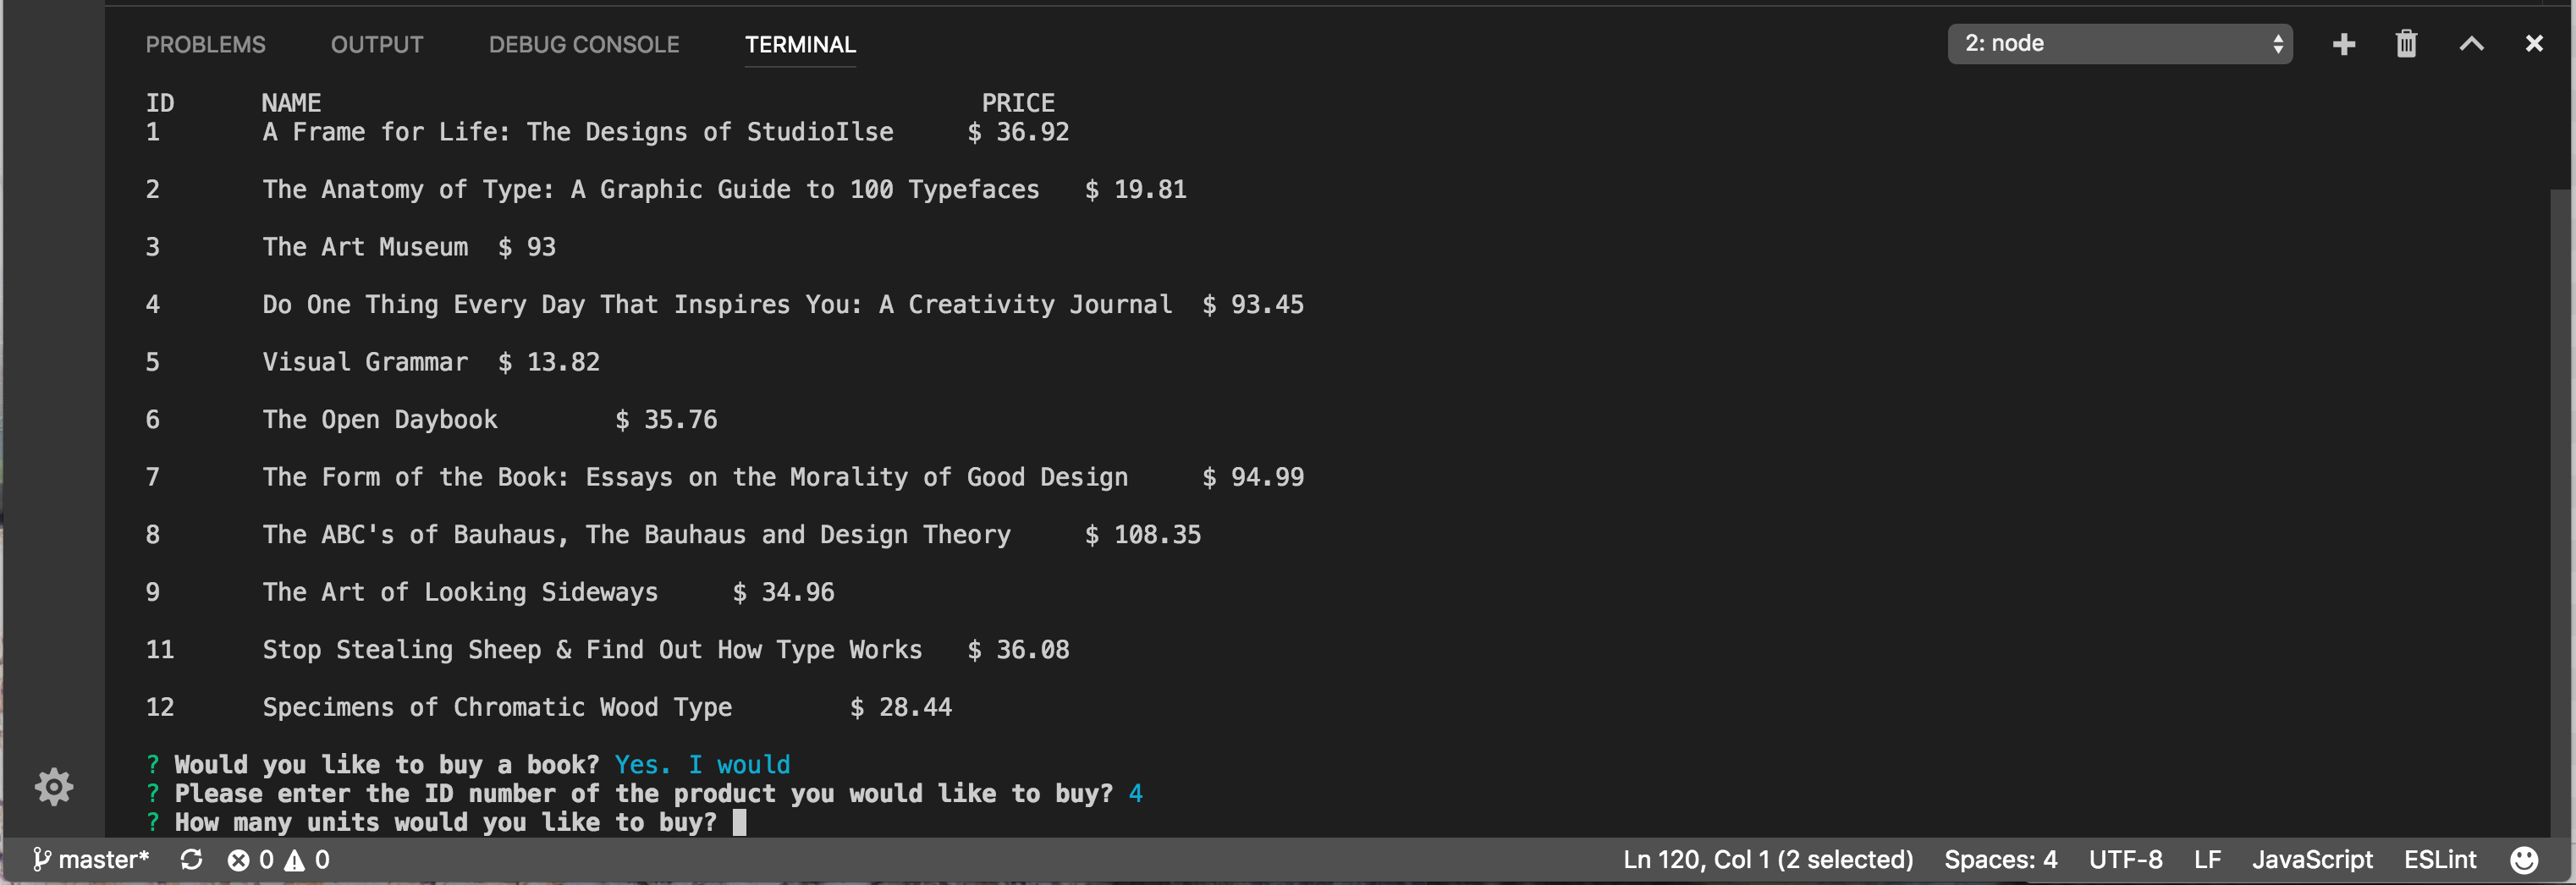 PROBLEMS OUTPUT DEBUG CONSOLE TERMINAL 2: node
ID NAME PRICE
1 A Frame for Life: The Designs of StudioIlse $ 36.92
2 The Anatomy of Type: A Graphic Guide to 100 Typefaces $ 19.81
3 The Art Museum $ 93
4 Do One Thing Every Day That Inspires You: A Creativity Journal $ 93.45
5 Visual Grammar $ 13.82
6 The Open Daybook $ 35.76
7 The Form of the Book: Essays on the Morality of Good Design $ 94.99
8 The ABC's of Bauhaus, The Bauhaus and Design Theory $ 108.35
9 The Art of Looking Sideways $ 34.96
11 Stop Stealing Sheep & Find Out How Type Works $ 36.08
12 Specimens of Chromatic Wood Type $ 28.44
? Would you like to buy a book? Yes. I would
? Please enter the ID number of the product you would like to buy? 4
? How many units would you like to buy?
master* 0 0 Ln 120, Col 1 (2 selected) Spaces: 4 UTF-8 LF JavaScript ESLint